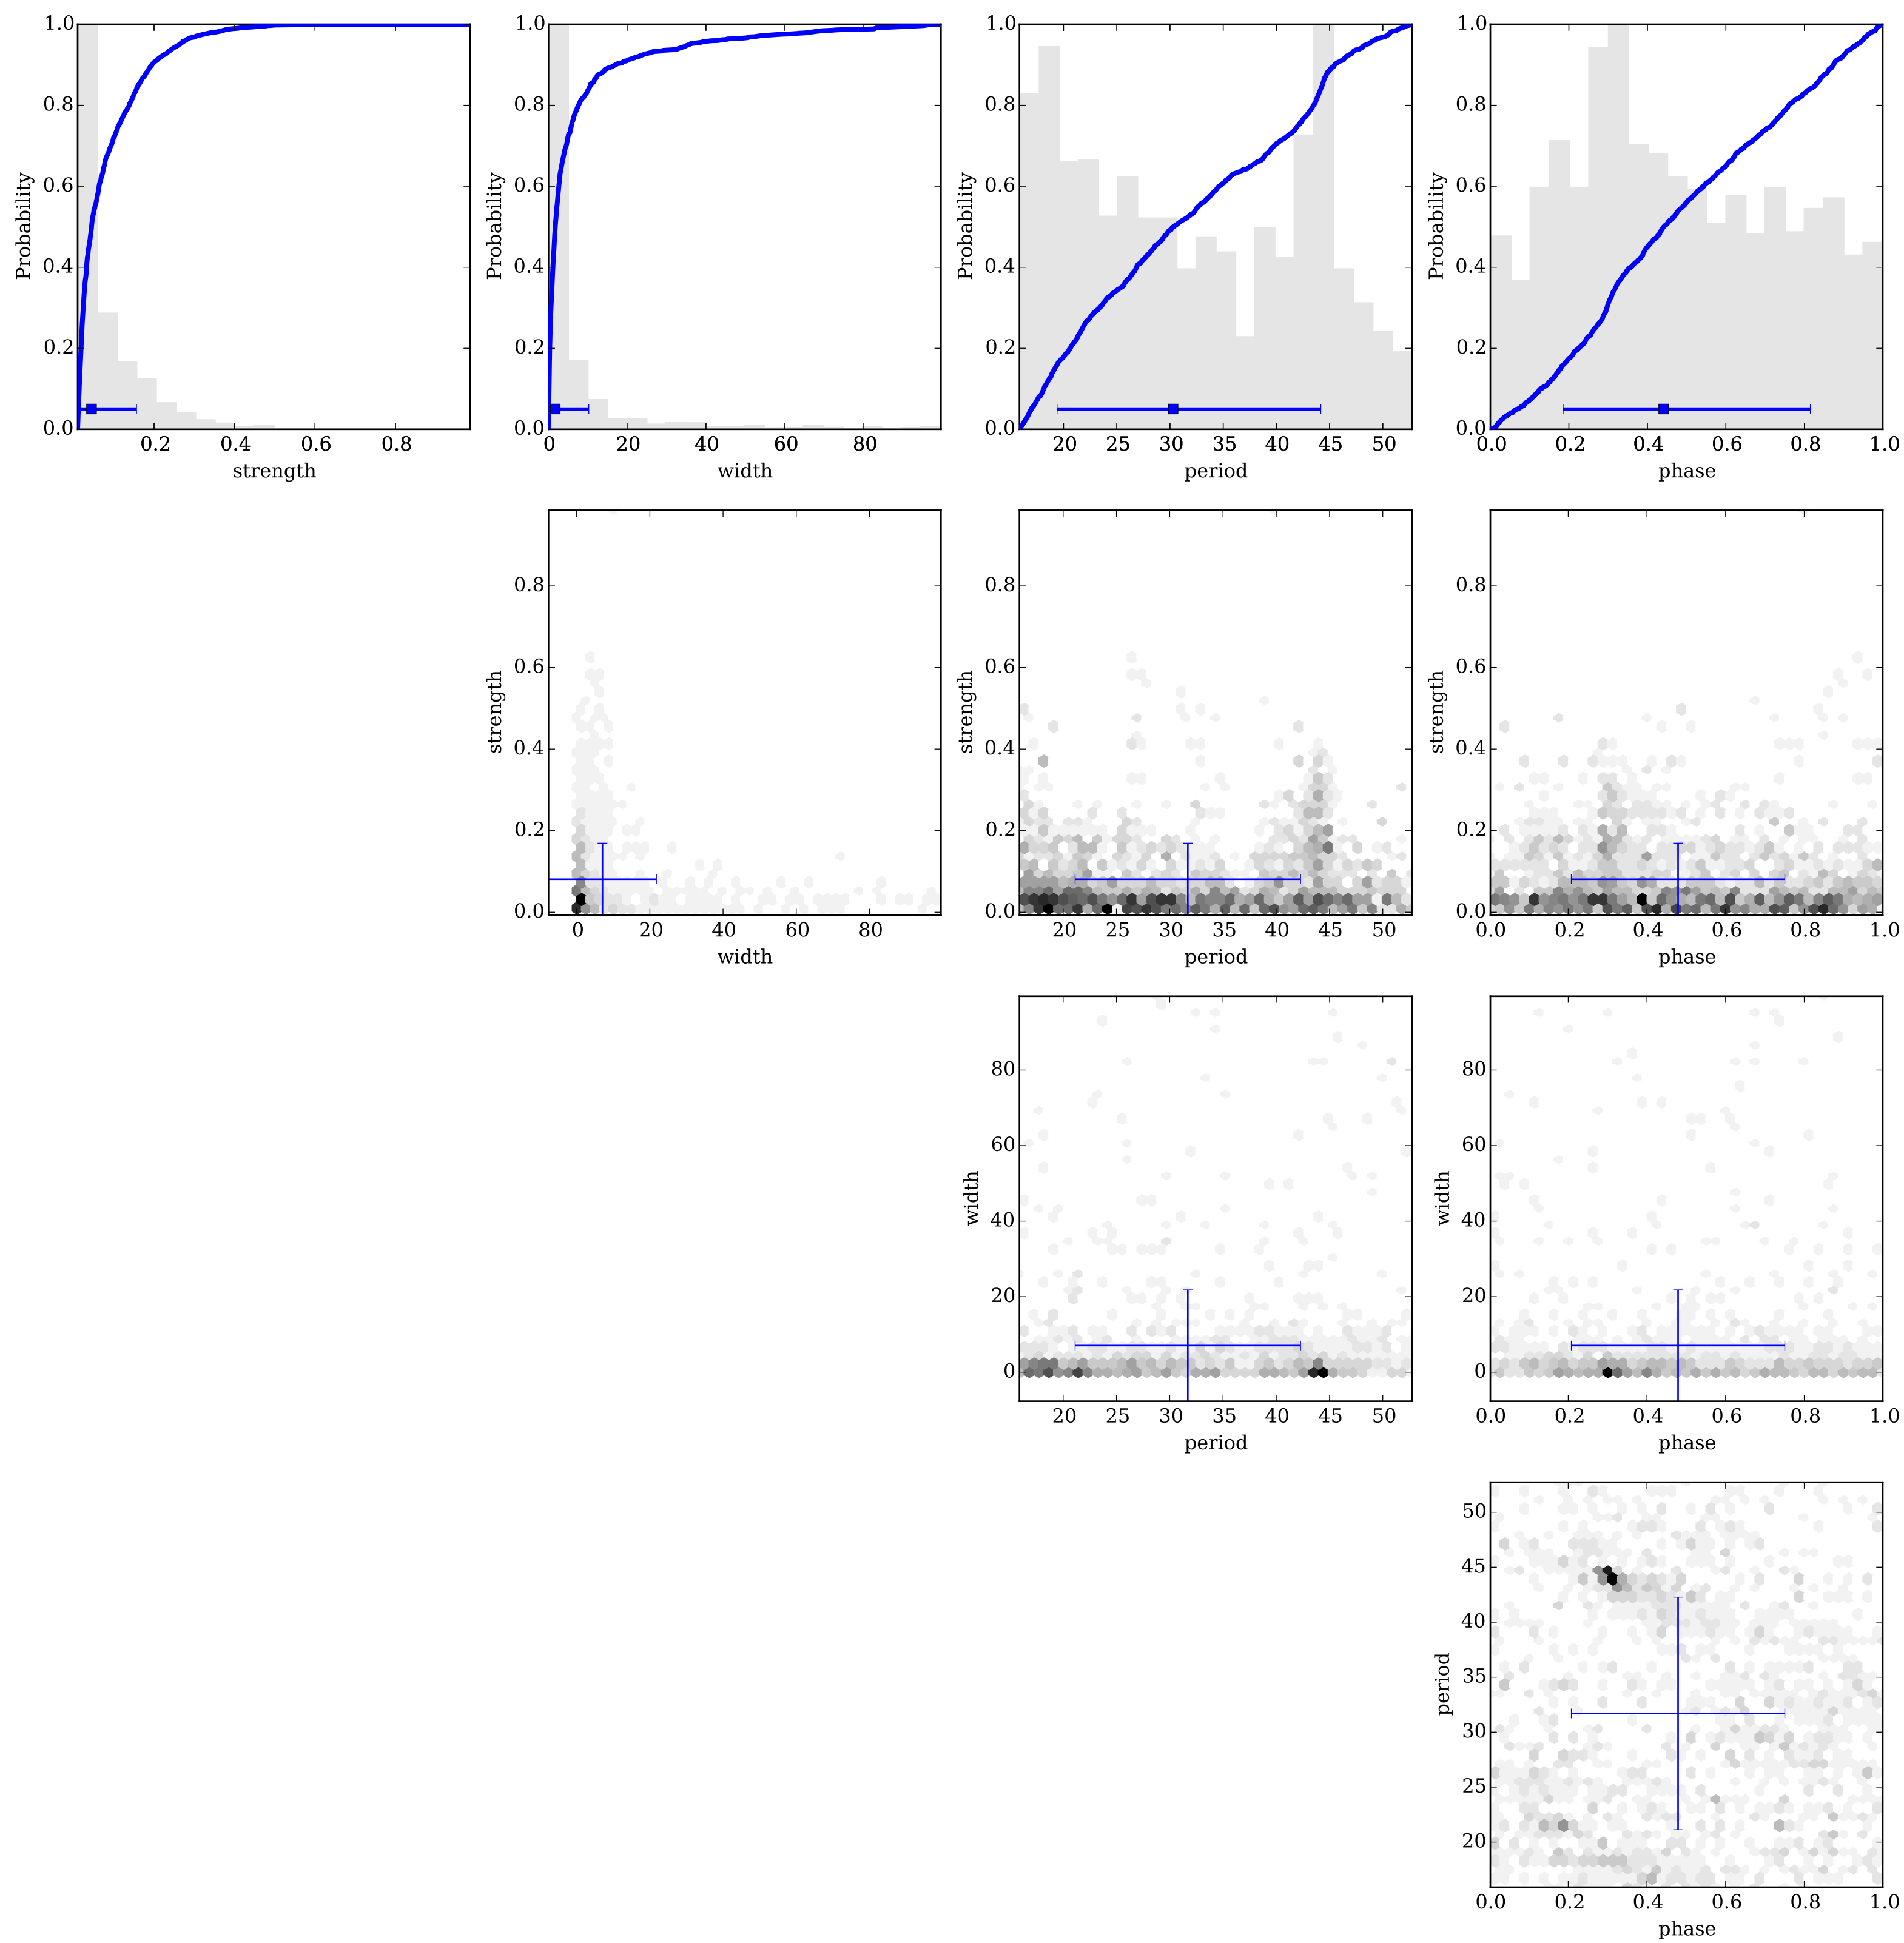 1.0 1.0 1.0 1.0
0.8 0.8 0.8 0.8
0.6 0.6 0.6 0.6
Probability Probability Probability Probability
0.4 0.4 0.4 0.4
0.2 0.2 0.2 0.2
0.0 0.0 0.0 0.0
0.2 0.4 0.6 0.8 0 20 40 60 80 20 25 30 35 40 45 50 0.0 0.2 0.4 0.6 0.8 1.0
strength width period phase
0.8 0.8 0.8
0.6 0.6 0.6
strength strength strength
0.4 0.4 0.4
0.2 0.2 0.2
0.0 0.0 0.0
0 20 40 60 80 20 25 30 35 40 45 50 0.0 0.2 0.4 0.6 0.8 1.0
width period phase
80 80
60 60
width width
40 40
20 20
0 0
20 25 30 35 40 45 50 0.0 0.2 0.4 0.6 0.8 1.0
period phase
50
45
40
35
period
30
25
20
0.0 0.2 0.4 0.6 0.8 1.0
phase